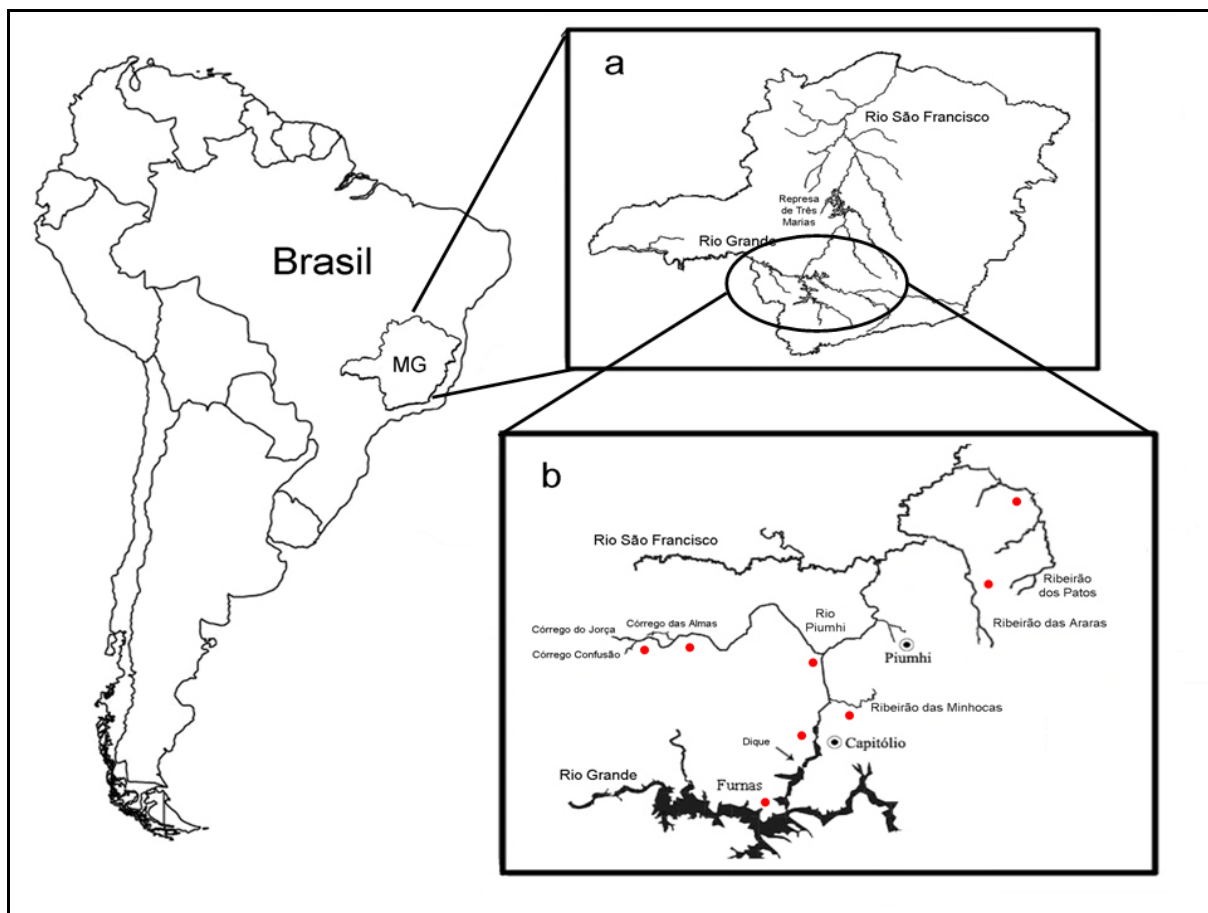 Brasil
MG
a
Rio São Francisco
Represa
de Três
Marias
Rio Grande
b
Rio São Francisco
Ribeirão
dos Patos
Ribeirão das Araras
Rio
Piumhi
Córrego das Almas
Córrego do Jorça
Córrego Confusão
Piumhi
Ribeirão das Minhocas
Dique
Capitólio
Rio Grande
Furnas